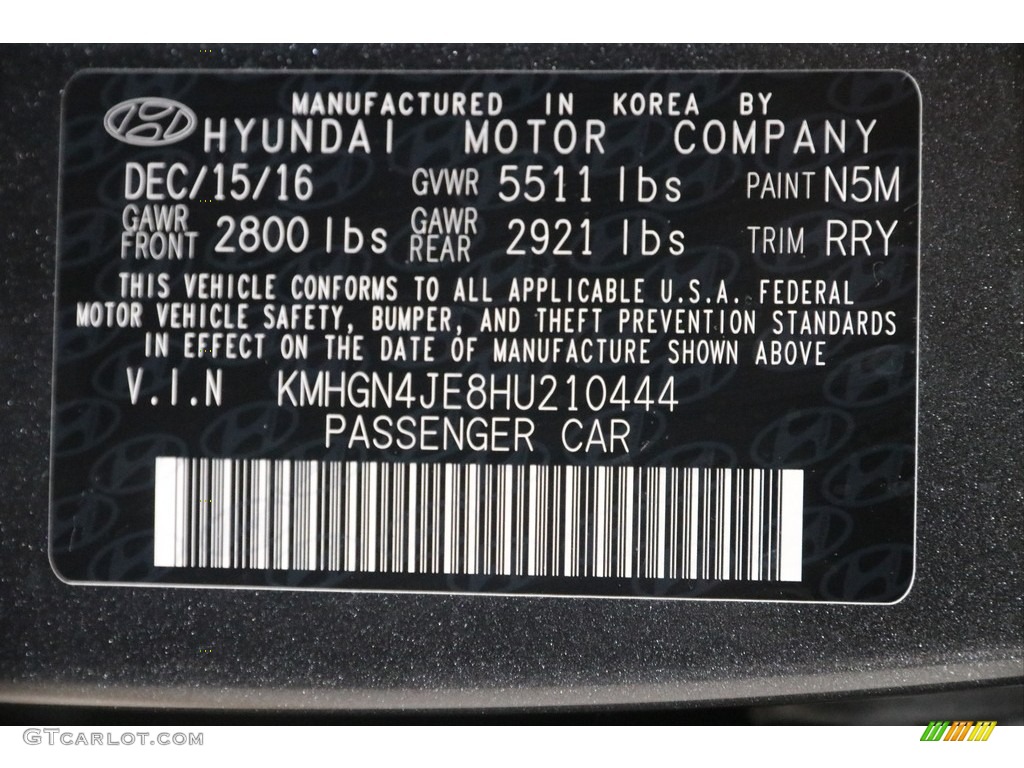 MANUFACTURED IN KOREA BY
HYUNDAI MOTOR COMPANY
DEC/15/16 GVWR 5511 lbs PAINT N5M
GAWR FRONT 2800 lbs GAWR REAR 2921 lbs TRIM RRY
THIS VEHICLE CONFORMS TO ALL APPLICABLE U.S.A. FEDERAL
MOTOR VEHICLE SAFETY, BUMPER, AND THEFT PREVENTION STANDARDS
IN EFFECT ON THE DATE OF MANUFACTURE SHOWN ABOVE
V.I.N KMHGN4JE8HU210444
PASSENGER CAR
GTCARLOT.COM